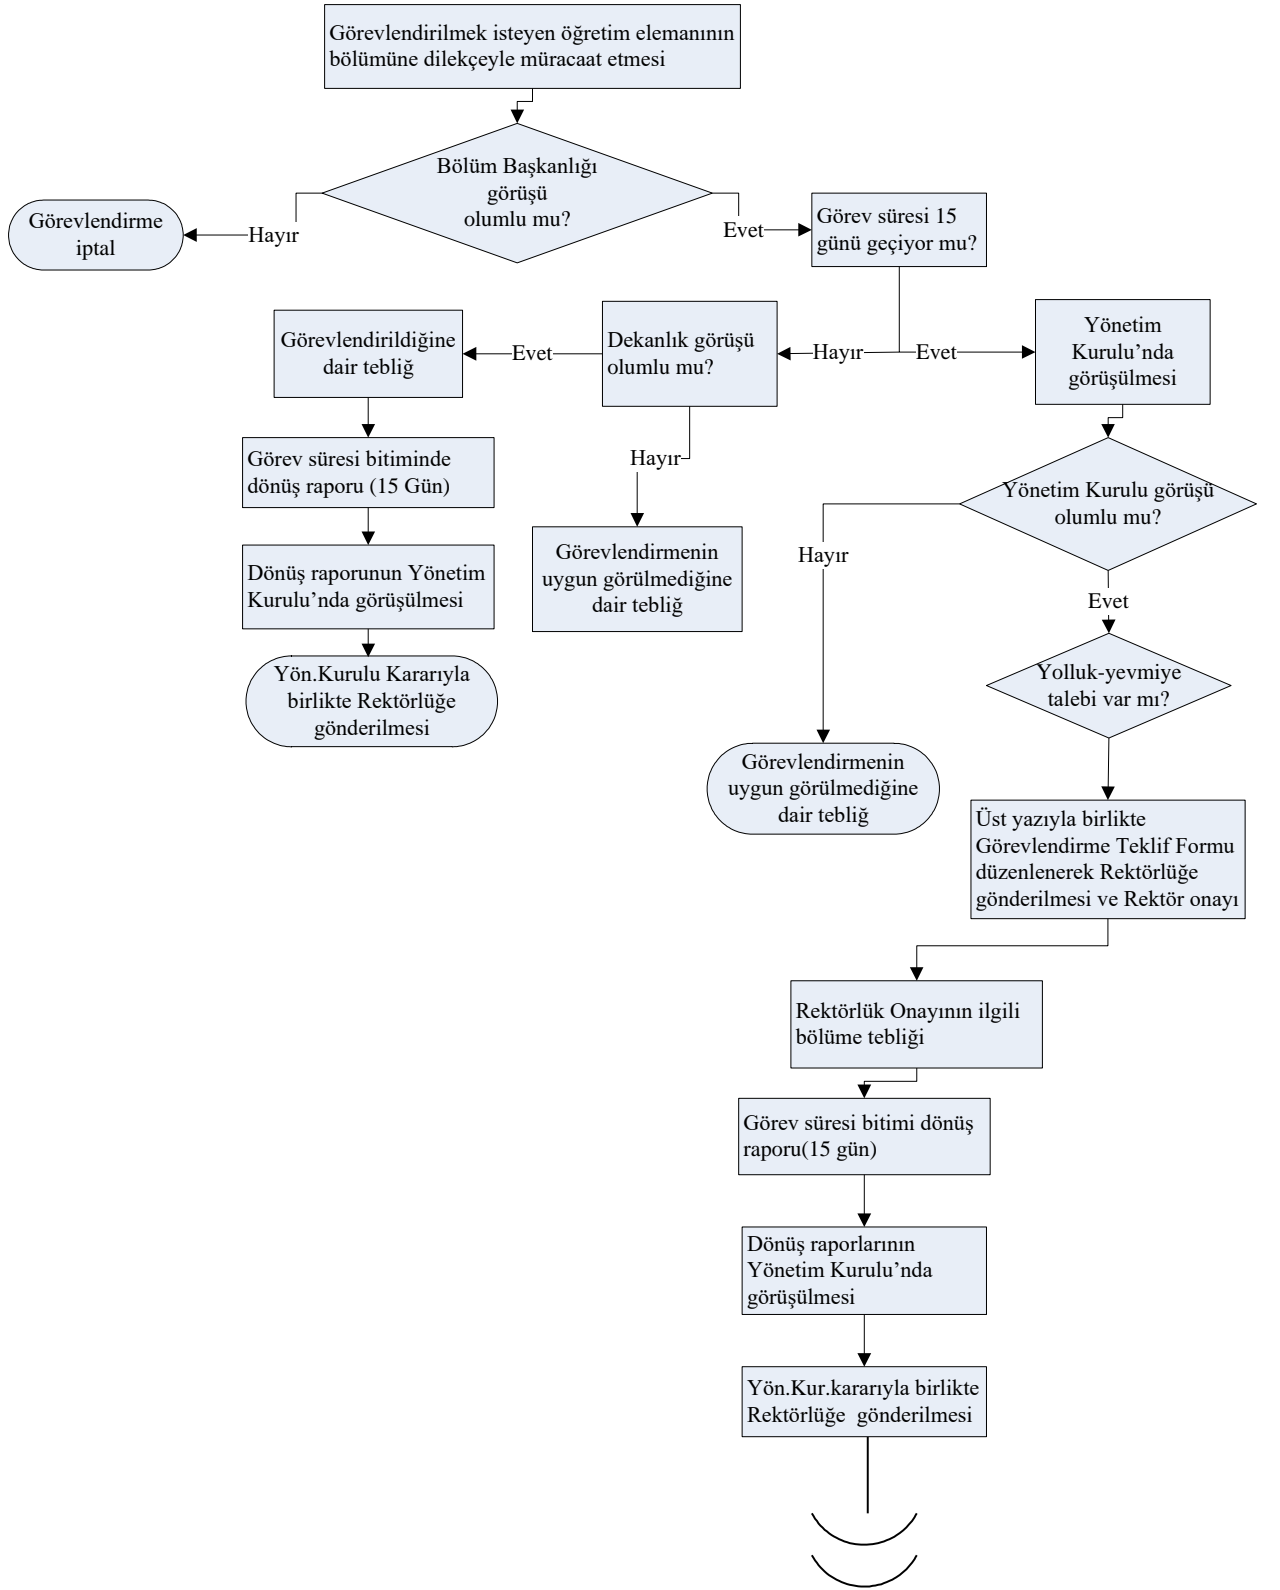 Görevlendirilmek isteyen öğretim elemanının
bölümüne dilekçeyle müracaat etmesi
Bölüm Başkanlığı
görüşü
olumlu mu?
Görevlendirme
iptal
Hayır
Evet
Görev süresi 15
günü geçiyor mu?
Görevlendirildiğine
dair tebliğ
Evet
Dekanlık görüşü
olumlu mu?
Hayır
Evet
Yönetim
Kurulu’nda
görüşülmesi
Görev süresi bitiminde
dönüş raporu (15 Gün)
Hayır
Yönetim Kurulu görüşü
olumlu mu?
Dönüş raporunun Yönetim
Kurulu’nda görüşülmesi
Görevlendirmenin
uygun görülmediğine
dair tebliğ
Hayır
Evet
Yön.Kurulu Kararıyla
birlikte Rektörlüğe
gönderilmesi
Yolluk-yevmiye
talebi var mı?
Görevlendirmenin
uygun görülmediğine
dair tebliğ
Üst yazıyla birlikte
Görevlendirme Teklif Formu
düzenlenerek Rektörlüğe
gönderilmesi ve Rektör onayı
Rektörlük Onayının ilgili
bölüme tebliği
Görev süresi bitimi dönüş
raporu(15 gün)
Dönüş raporlarının
Yönetim Kurulu’nda
görüşülmesi
Yön.Kur.kararıyla birlikte
Rektörlüğe  gönderilmesi